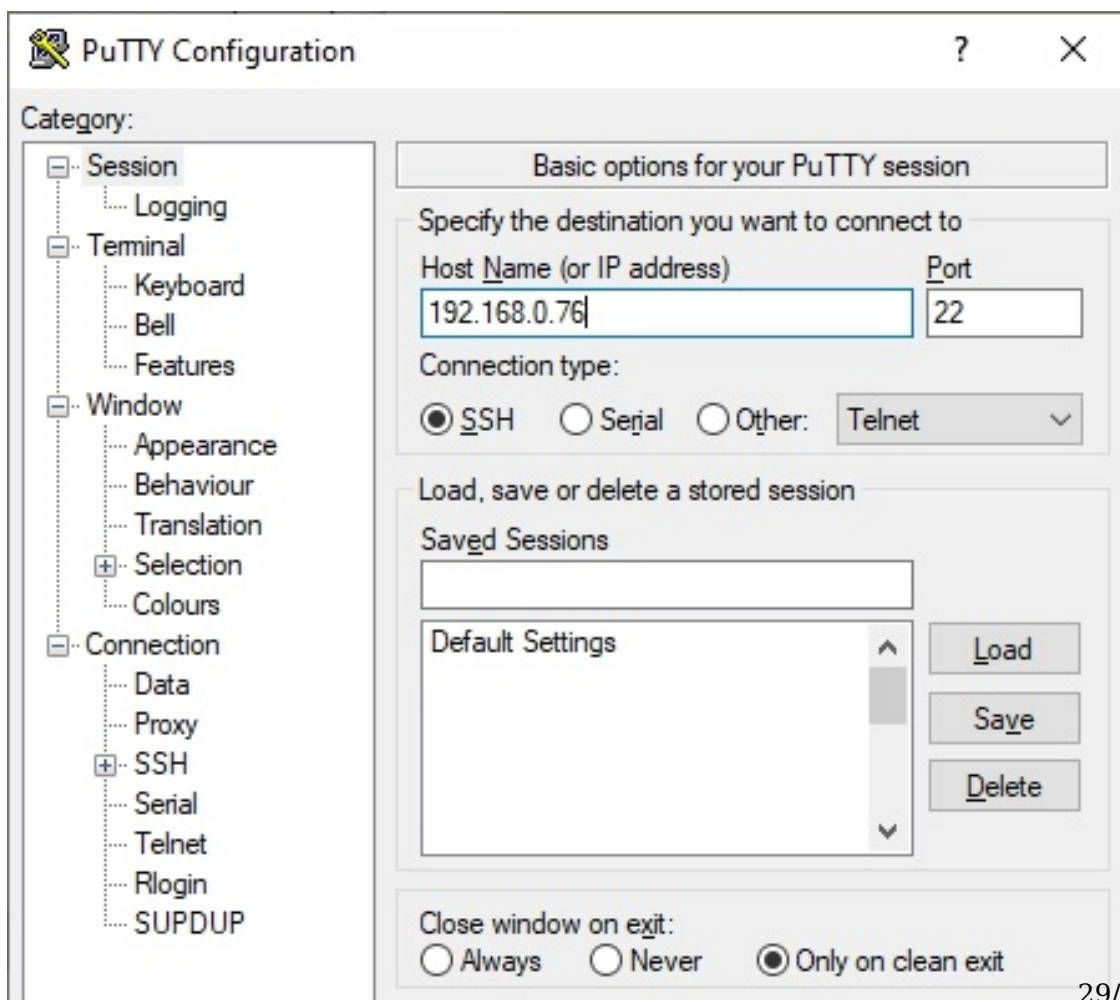 PuTTY Configuration
?
Category:
Session
Logging
Terminal
Keyboard
Bell
Features
Window
Appearance
Behaviour
Translation
Selection
Colours
Connection
Data
Proxy
SSH
Serial
Telnet
Rlogin
SUPDUP
Basic options for your PuTTY session
Specify the destination you want to connect to
Host Name (or IP address) Port
192.168.0.76 22
Connection type:
SSH Serial Other: Telnet
Load, save or delete a stored session
Saved Sessions
Default Settings
Load
Save
Delete
Close window on exit:
Always Never Only on clean exit
29/